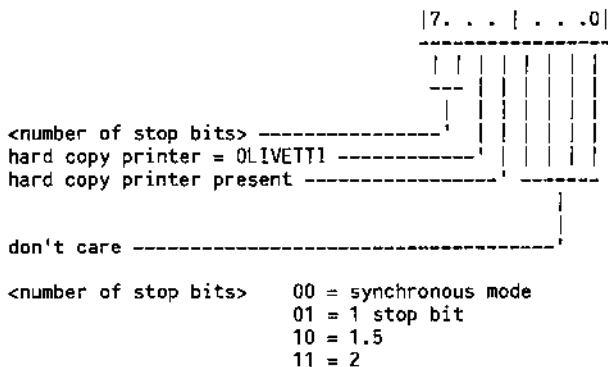 |7. . . | . . .0|
<number of stop bits>
hard copy printer = OLIVETTI
hard copy printer present
don't care
<number of stop bits> 00 = synchronous mode
01 = 1 stop bit
10 = 1.5
11 = 2